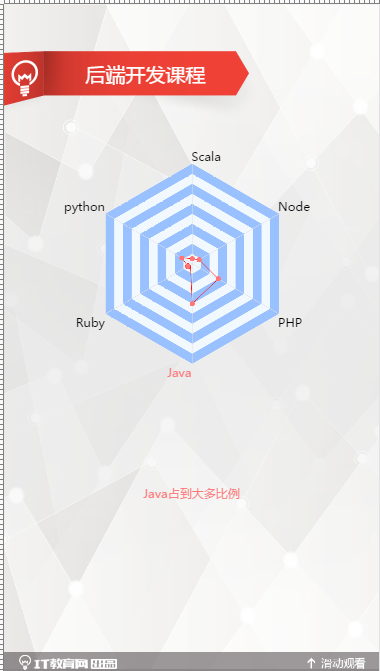 后端开发课程
Scala
python
Node
Ruby
PHP
Java
Java占到大多比例
IT教育网 出品
滑动观看